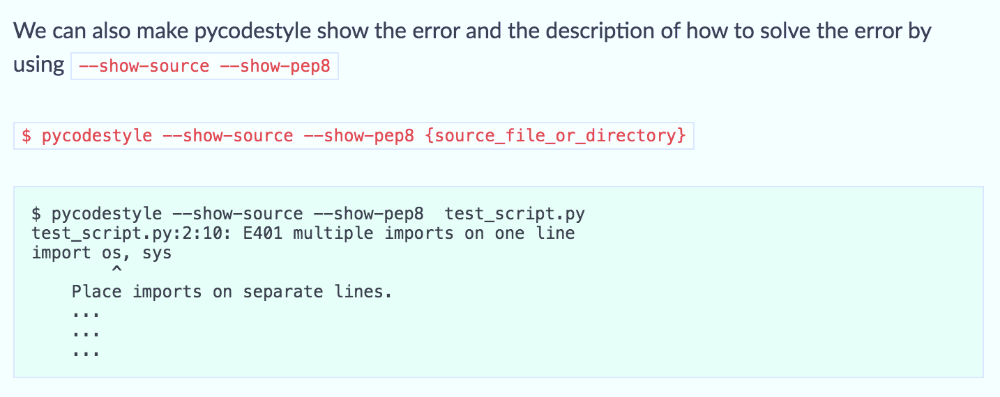 We can also make pycodestyle show the error and the description of how to solve the error by
using --show-source --show-pep8
$ pycodestyle --show-source --show-pep8 {source_file_or_directory}
$ pycodestyle --show-source --show-pep8  test_script.py
test_script.py:2:10: E401 multiple imports on one line
import os, sys
        ^
    Place imports on separate lines.
    ...
    ...
    ...